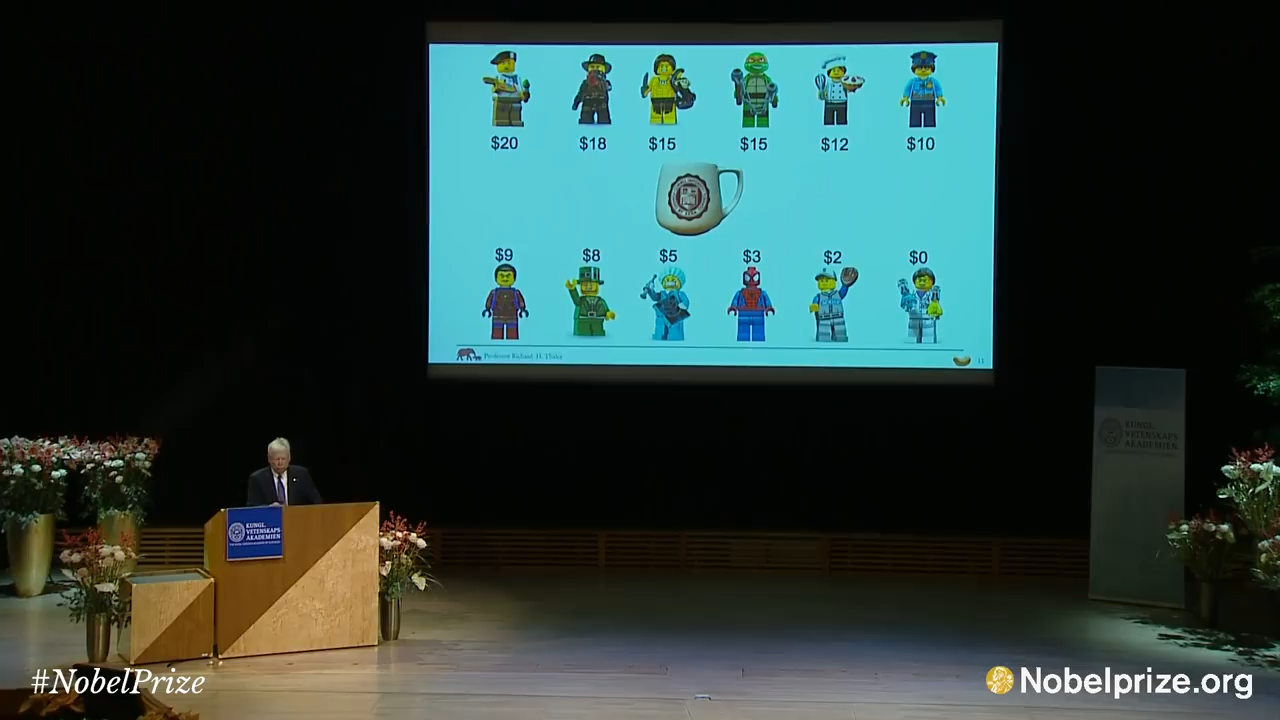 $20 $18 $15 $15 $12 $10
$9 $8 $5 $3 $2 $0
Professor Richard H. Thaler
11
KUNGL.
VETENSKAPS-
AKADEMIEN
KUNGL.
VETENSKAPS
AKADEMIEN
#NobelPrize
Nobelprize.org